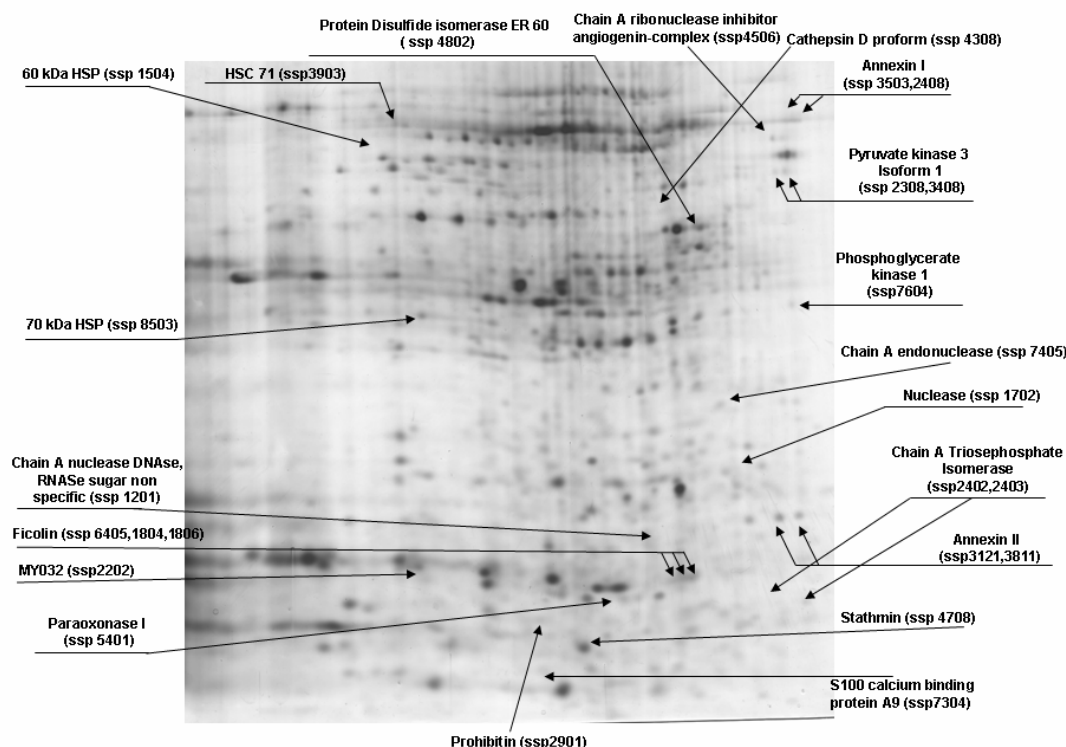 Protein Disulfide isomerase ER 60
( ssp 4802)
Chain A ribonuclease inhibitor
angiogenin-complex (ssp4506)
Cathepsin D proform (ssp 4308)
60 kDa HSP (ssp 1504)
HSC 71 (ssp3903)
Annexin I
(ssp 3503,2408)
Pyruvate kinase 3
Isoform 1
(ssp 2308,3408)
Phosphoglycerate
kinase 1
(ssp7604)
70 kDa HSP (ssp 8503)
Chain A endonuclease (ssp 7405)
Nuclease (ssp 1702)
Chain A nuclease DNAse,
RNASe sugar non
specific (ssp 1201)
Chain A Triosephosphate
Isomerase
(ssp2402,2403)
Ficolin (ssp 6405,1804,1806)
Annexin II
(ssp3121,3811)
MY032 (ssp2202)
Paraoxonase I
(ssp 5401)
Stathmin (ssp 4708)
S100 calcium binding
protein A9 (ssp7304)
Prohibitin (ssp2901)